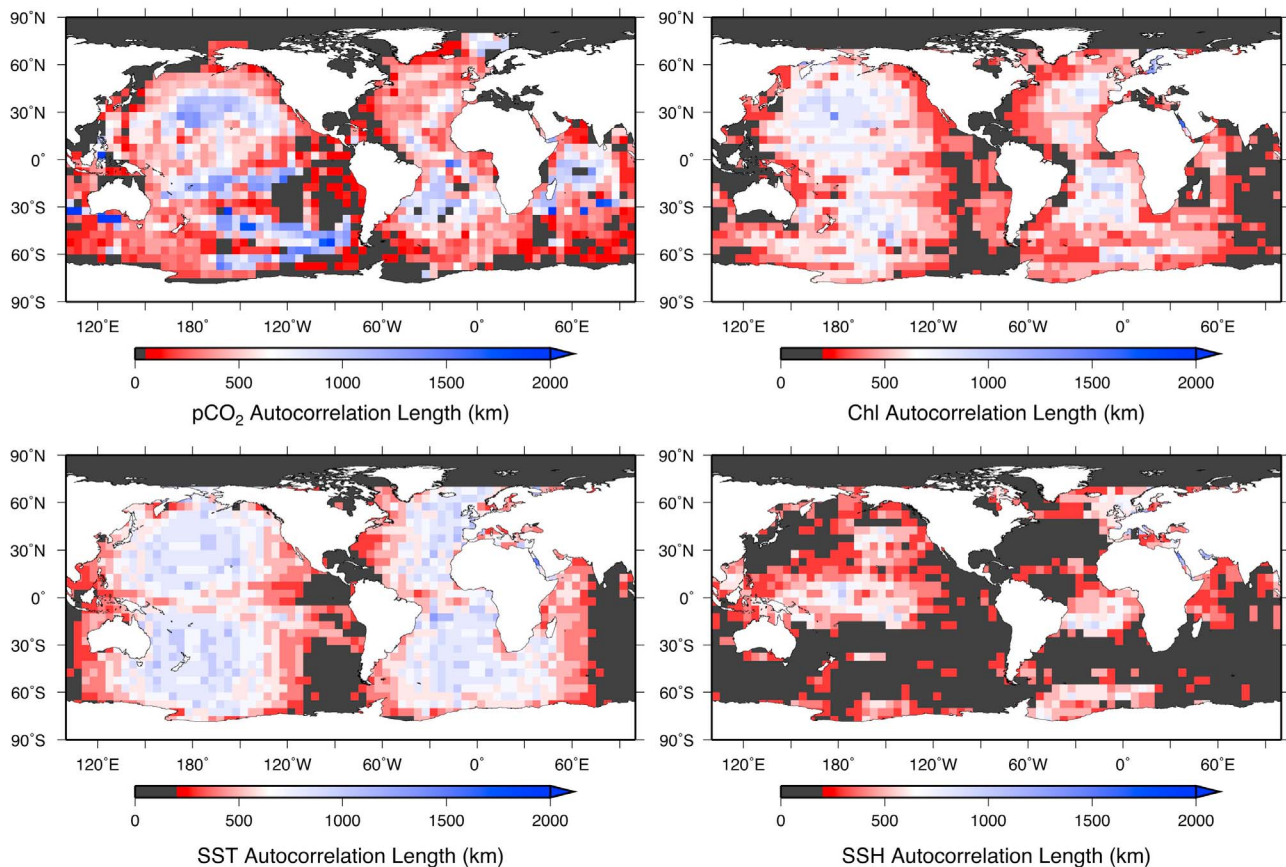 90°N
60°N
30°N
0°
30°S
60°S
90°S
120°E 180° 120°W 60°W 0° 60°E
0 500 1000 1500 2000
pCO₂ Autocorrelation Length (km)
90°N
60°N
30°N
0°
30°S
60°S
90°S
120°E 180° 120°W 60°W 0° 60°E
0 500 1000 1500 2000
Chl Autocorrelation Length (km)
90°N
60°N
30°N
0°
30°S
60°S
90°S
120°E 180° 120°W 60°W 0° 60°E
0 500 1000 1500 2000
SST Autocorrelation Length (km)
90°N
60°N
30°N
0°
30°S
60°S
90°S
120°E 180° 120°W 60°W 0° 60°E
0 500 1000 1500 2000
SSH Autocorrelation Length (km)